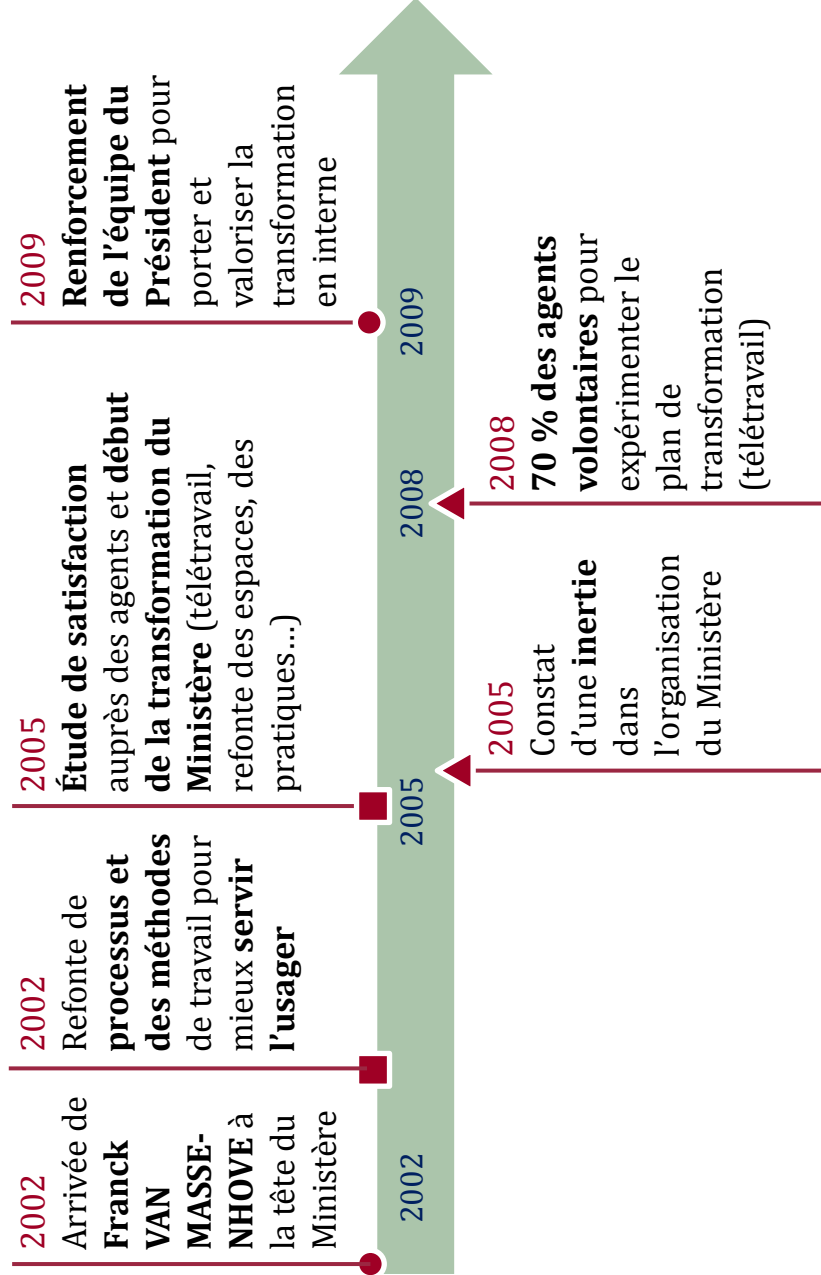 2002
Arrivée de
Franck
VAN
MASSE-
NHOVE à
la tête du
Ministère
2002
Refonte de
processus et
des méthodes
de travail pour
mieux servir
l'usager
2005
Étude de satisfaction
auprès des agents et début
de la transformation du
Ministère (télétravail,
refonte des espaces, des
pratiques…)
2009
Renforcement
de l'équipe du
Président pour
porter et
valoriser la
transformation
en interne
2002
2005
2008
2009
2005
Constat
d'une inertie
dans
l'organisation
du Ministère
2008
70 % des agents
volontaires pour
expérimenter le
plan de
transformation
(télétravail)